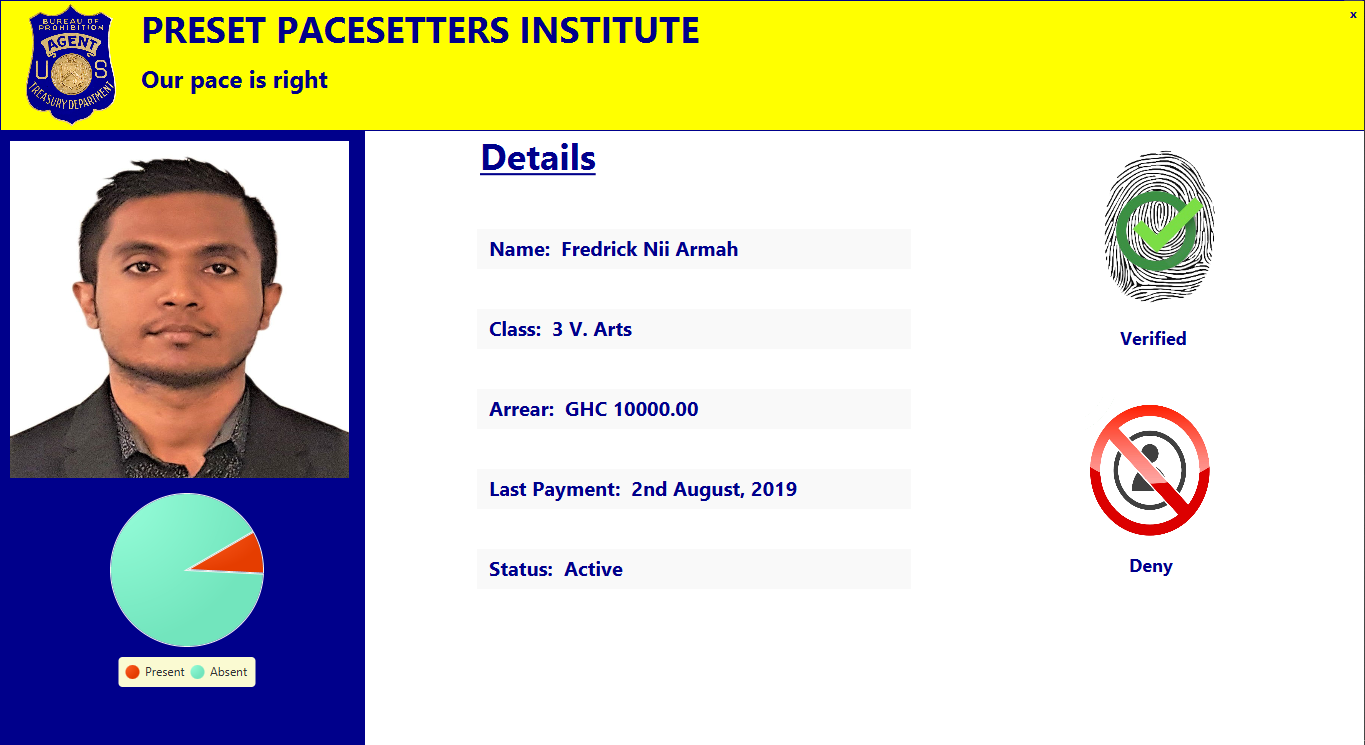 BUREAU OF
PROHIBITION
AGENT
U S
TREASURY DEPARTMENT
PRESET PACESETTERS INSTITUTE
Our pace is right
x
Details
Name: Fredrick Nii Armah
Class: 3 V. Arts
Arrear: GHC 10000.00
Last Payment: 2nd August, 2019
Status: Active
Verified
Deny
Present Absent